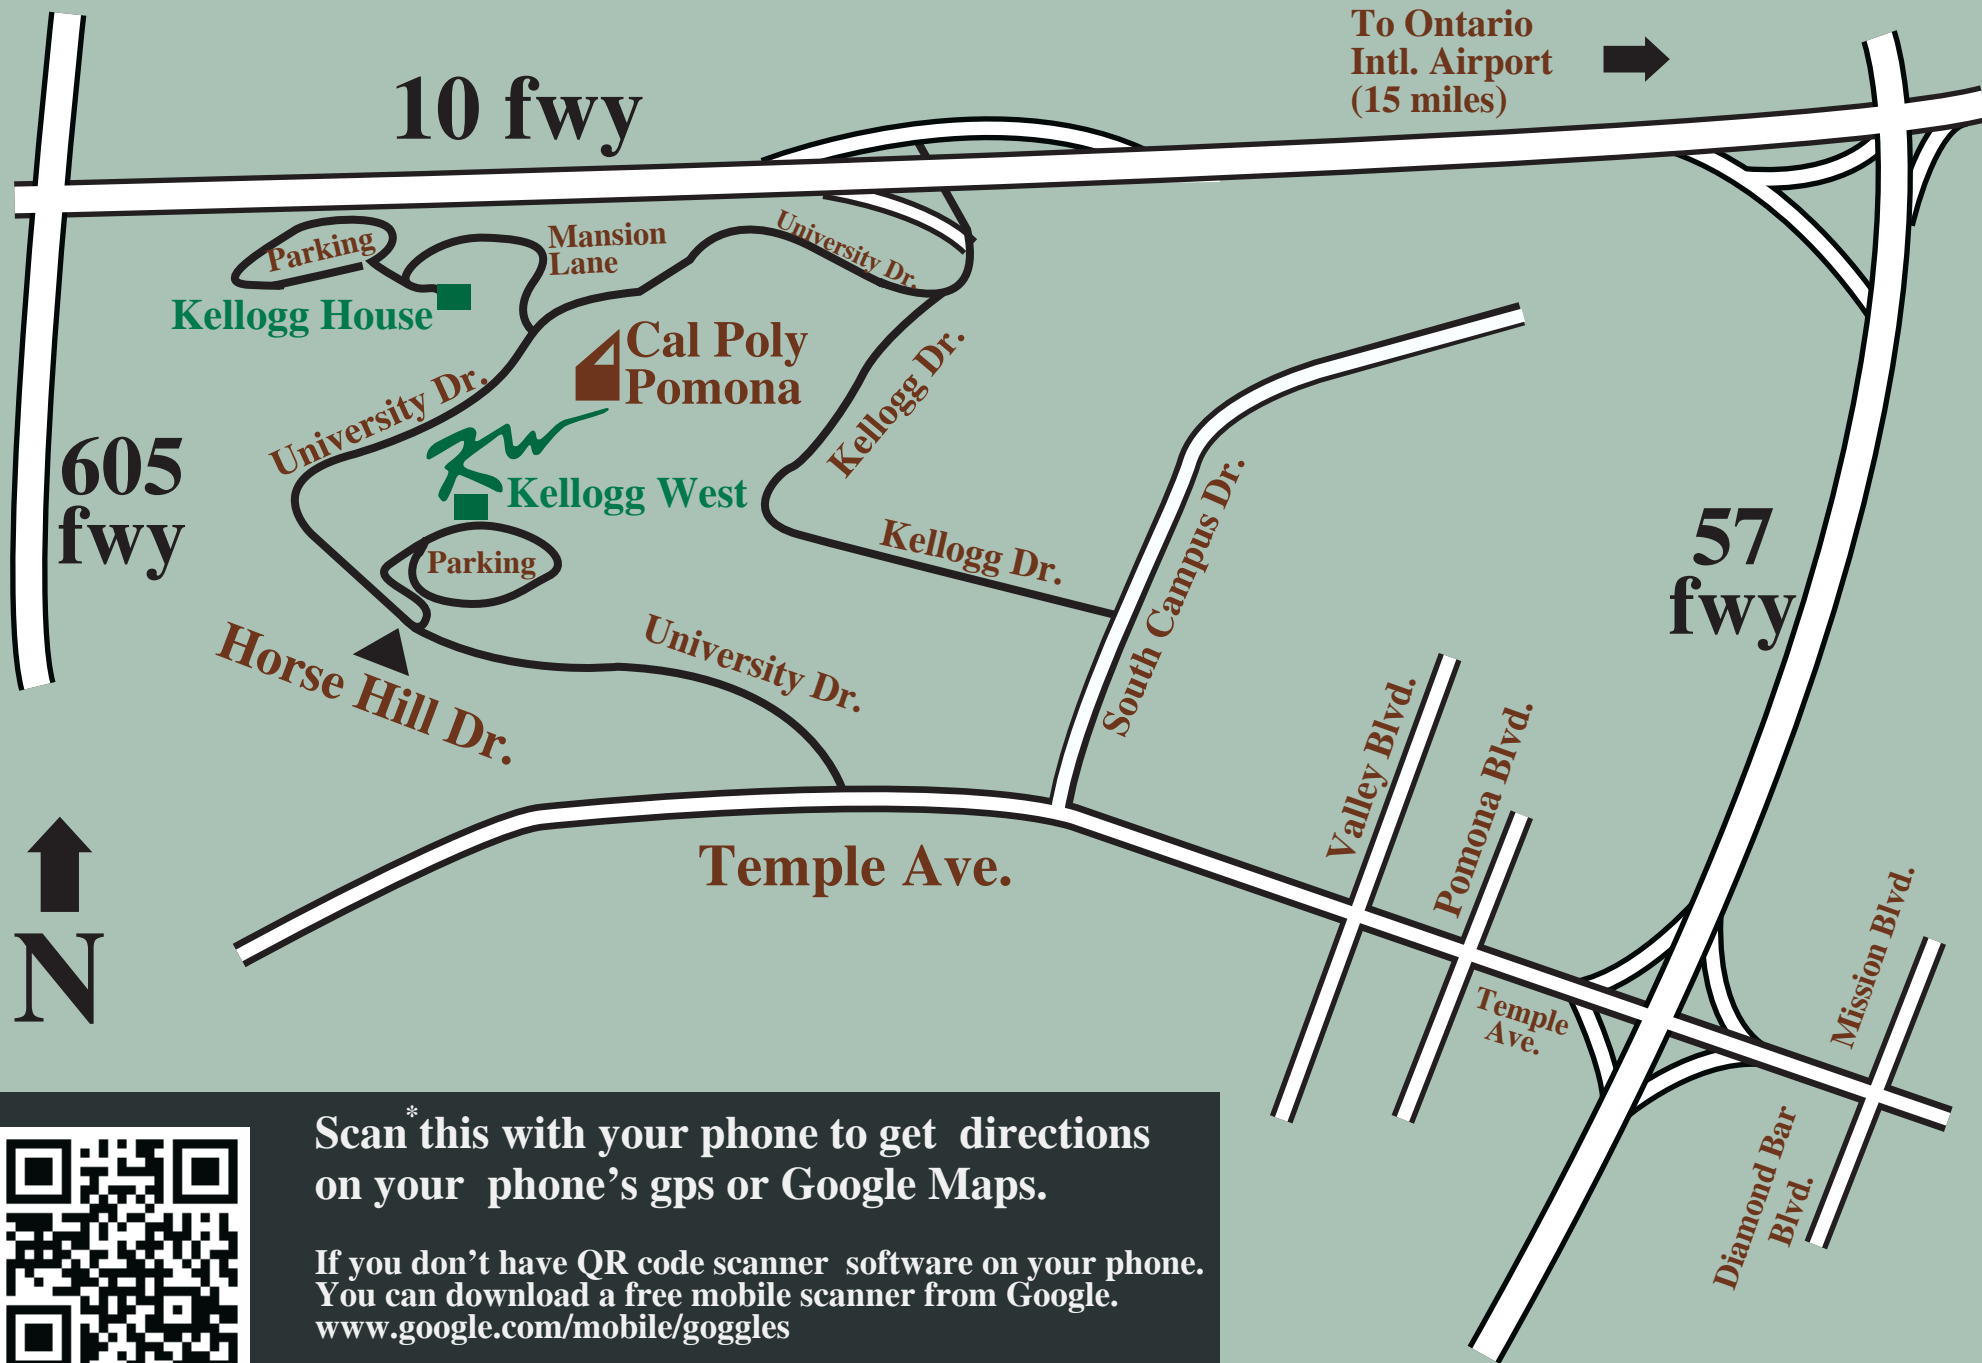 To Ontario
Intl. Airport
(15 miles)
10 fwy
Parking
Mansion
Lane
University Dr.
Kellogg House
Cal Poly
Pomona
Kellogg Dr.
University Dr.
605
fwy
Kellogg West
Parking
Kellogg Dr.
South Campus Dr.
57
fwy
Horse Hill Dr.
University Dr.
Valley Blvd.
Pomona Blvd.
Temple Ave.
Mission Blvd.
N
Temple
Ave.
Diamond Bar
Blvd.
Scan*this with your phone to get  directions
on your  phone’s gps or Google Maps.
If you don’t have QR code scanner  software on your phone.
You can download a free mobile scanner from Google.
www.google.com/mobile/goggles